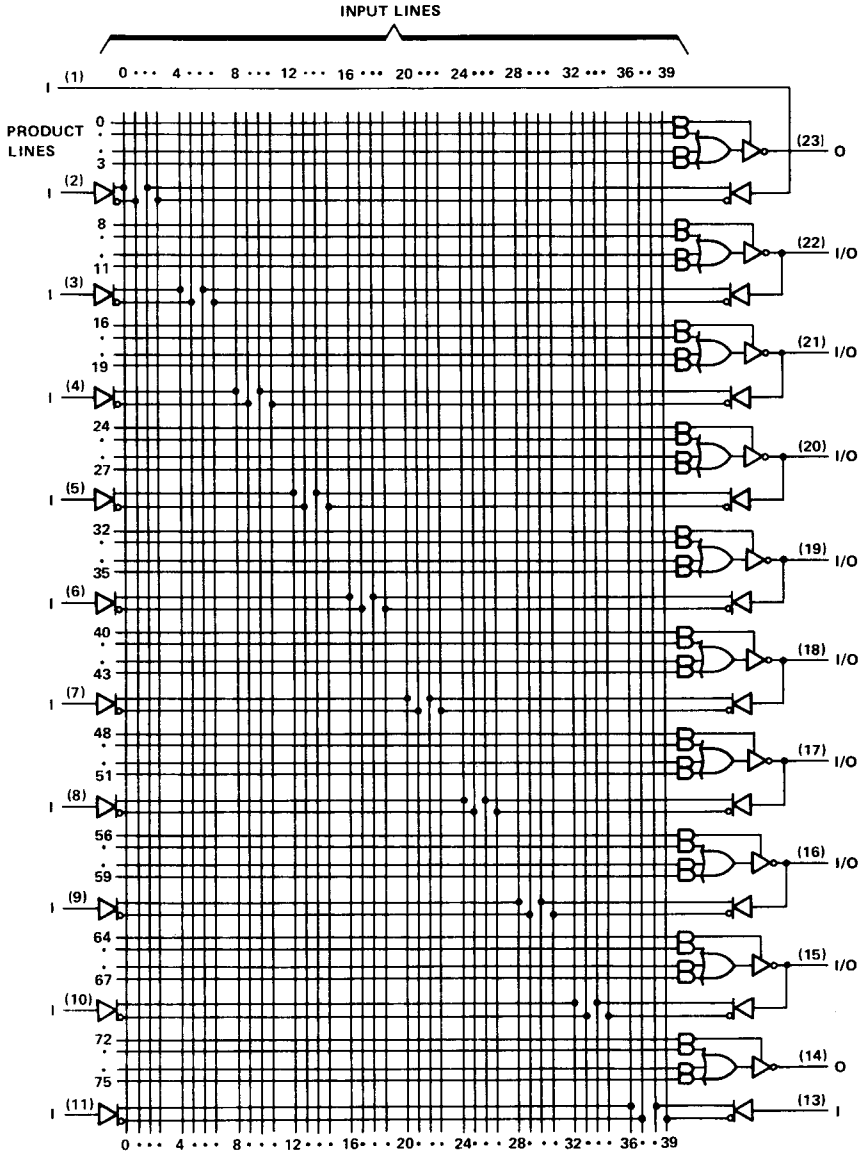 INPUT LINES
0 ••• 4 ••• 8 ••• 12 ••• 16 ••• 20 ••• 24 ••• 28 ••• 32 ••• 36 ••• 39
I (1)
PRODUCT LINES
0
•
•
3
(23) O
I (2)
8
•
•
11
(22) I/O
I (3)
16
•
•
19
(21) I/O
I (4)
24
•
•
27
(20) I/O
I (5)
32
•
•
35
(19) I/O
I (6)
40
•
•
43
(18) I/O
I (7)
48
•
•
51
(17) I/O
I (8)
56
•
•
59
(16) I/O
I (9)
64
•
•
67
(15) I/O
I (10)
72
•
•
75
(14) O
I (11)
(13) I
0 ••• 4 ••• 8 ••• 12 ••• 16 ••• 20 ••• 24 ••• 28 ••• 32 ••• 36 ••• 39